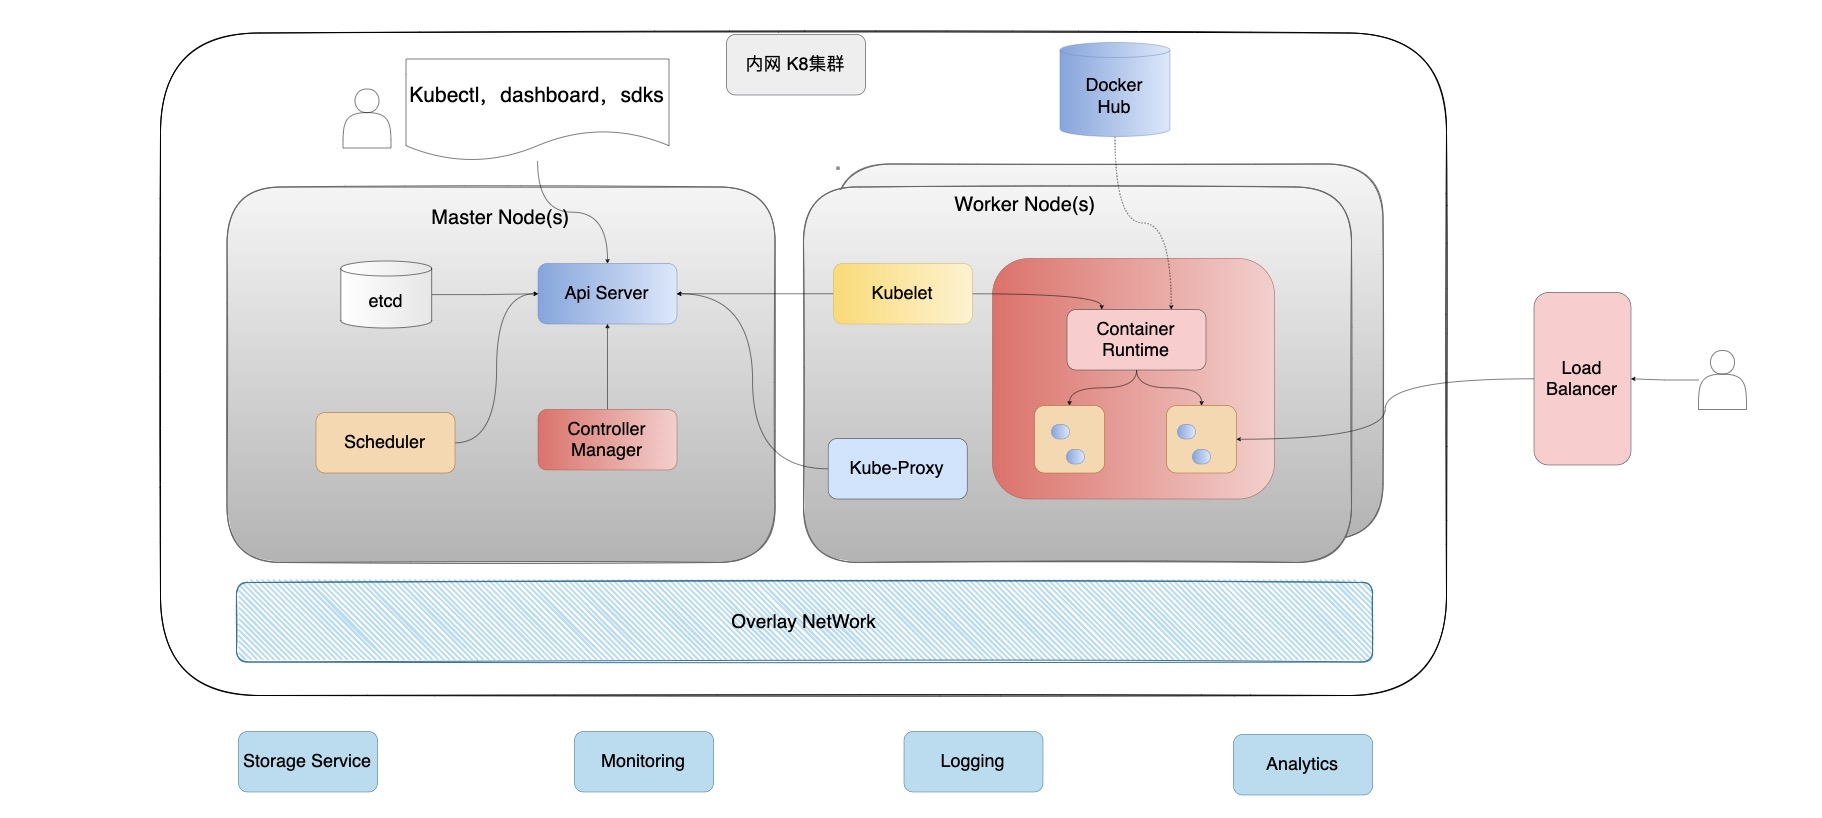 内网 K8集群
Kubectl，dashboard，sdks
Docker
Hub
Master Node(s)
Worker Node(s)
etcd
Api Server
Kubelet
Container
Runtime
Scheduler
Controller
Manager
Kube-Proxy
Load
Balancer
Overlay NetWork
Storage Service
Monitoring
Logging
Analytics